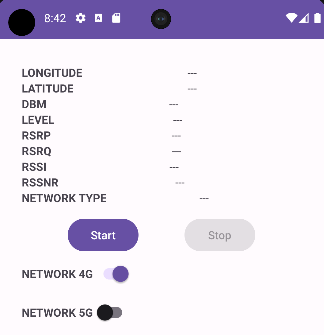 8:42
LONGITUDE ---
LATITUDE ---
DBM ---
LEVEL ---
RSRP ---
RSRQ ---
RSSI ---
RSSNR ---
NETWORK TYPE ---
Start Stop
NETWORK 4G
NETWORK 5G